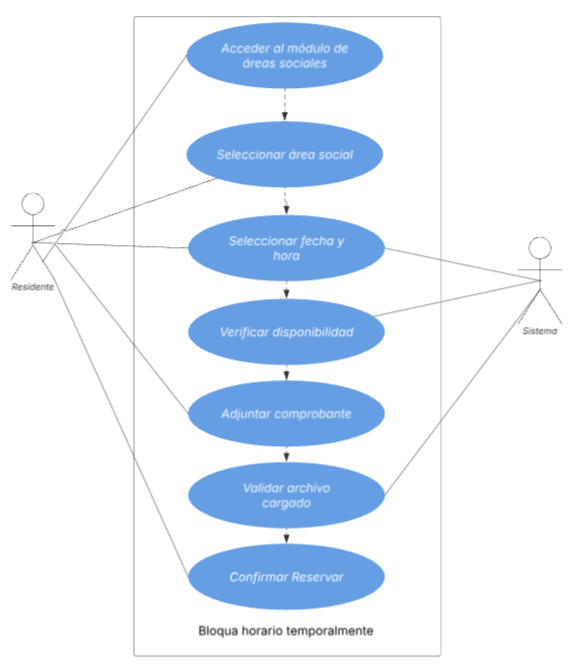 Acceder al módulo de
áreas sociales
Seleccionar área social
Seleccionar fecha y
hora
Residente
Sistema
Verificar disponibilidad
Adjuntar comprobante
Validar archivo
cargado
Confirmar Reservar
Bloqua horario temporalmente